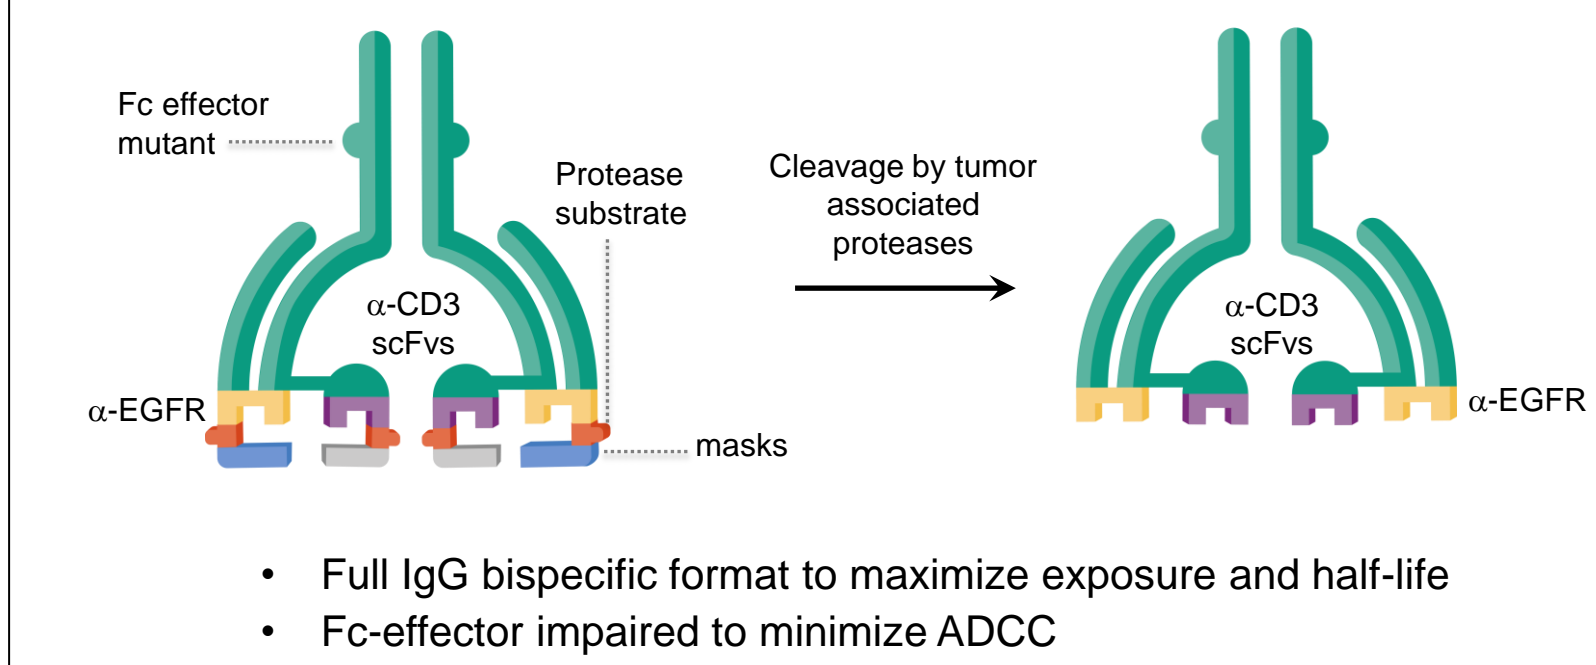 Fc effector
mutant
Protease
substrate
Cleavage by tumor
associated
proteases
α-CD3
scFvs
α-EGFR
masks
α-CD3
scFvs
α-EGFR
• Full IgG bispecific format to maximize exposure and half-life
• Fc-effector impaired to minimize ADCC